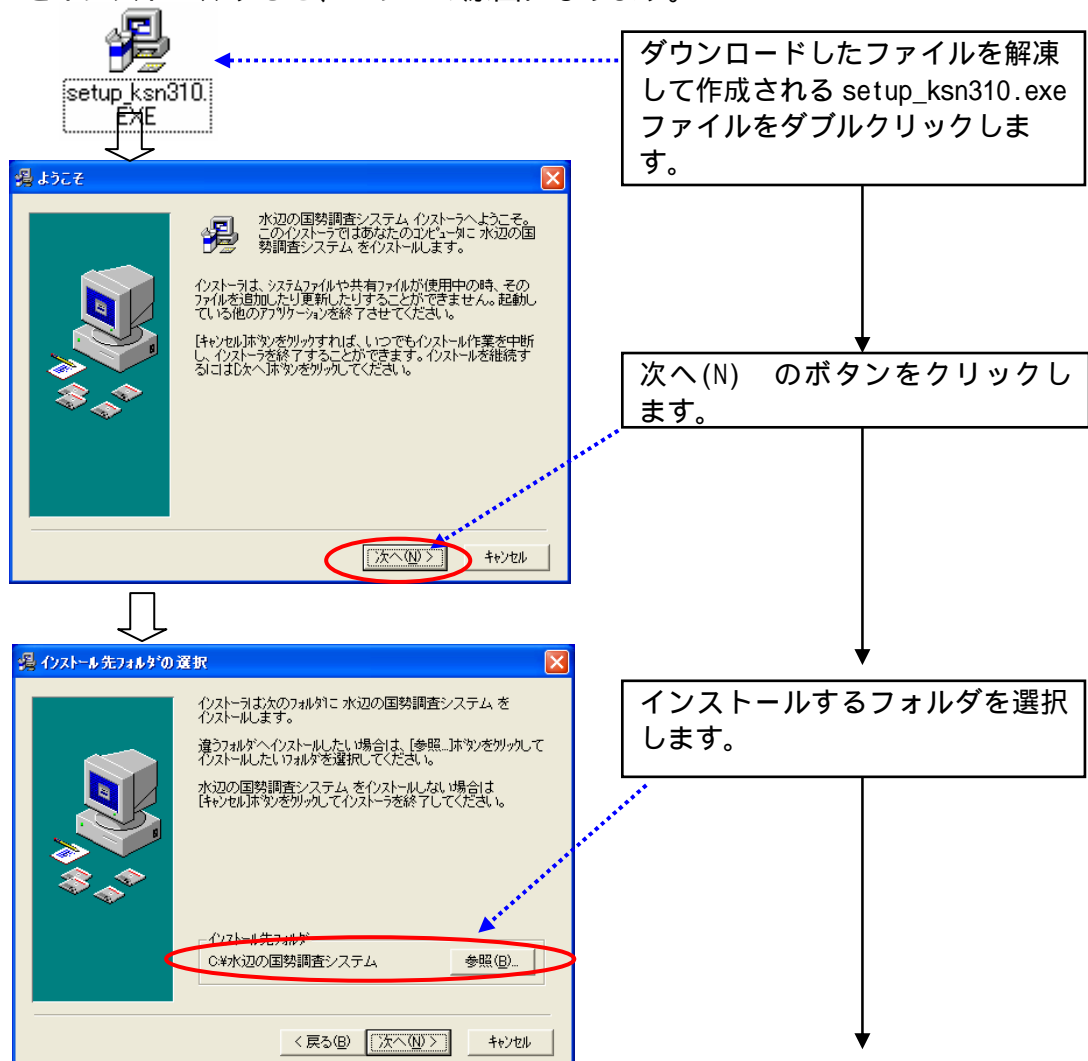 setup_ksn310.
EXE
ダウンロードしたファイルを解凍
して作成される setup_ksn310.exe
ファイルをダブルクリックしま
す。
ようこそ
水辺の国勢調査システム インストーラへようこそ。
このインストーラではあなたのコンピュータに 水辺の国
勢調査システム をインストールします。
インストーラは、システムファイルや共有ファイルが使用中の時、その
ファイルを追加したり更新したりすることができません。起動し
ている他のアプリケーションを終了させてください。
[キャンセル]ボタンをクリックすれば、いつでもインストール作業を中断
し、インストーラを終了することができます。インストールを継続す
るには[次へ]ボタンをクリックしてください。
次へ(N) >
キャンセル
次へ(N) のボタンをクリックし
ます。
インストール先フォルダの選択
インストーラは次のフォルダに 水辺の国勢調査システム を
インストールします。
違うフォルダへインストールしたい場合は、[参照...]ボタンをクリックして
インストールしたいフォルダを選択してください。
水辺の国勢調査システム をインストールしない場合は
[キャンセル]ボタンをクリックしてインストーラを終了してください。
インストール先フォルダ
C:¥水辺の国勢調査システム
参照(B)...
< 戻る(B)
次へ(N) >
キャンセル
インストールするフォルダを選択
します。